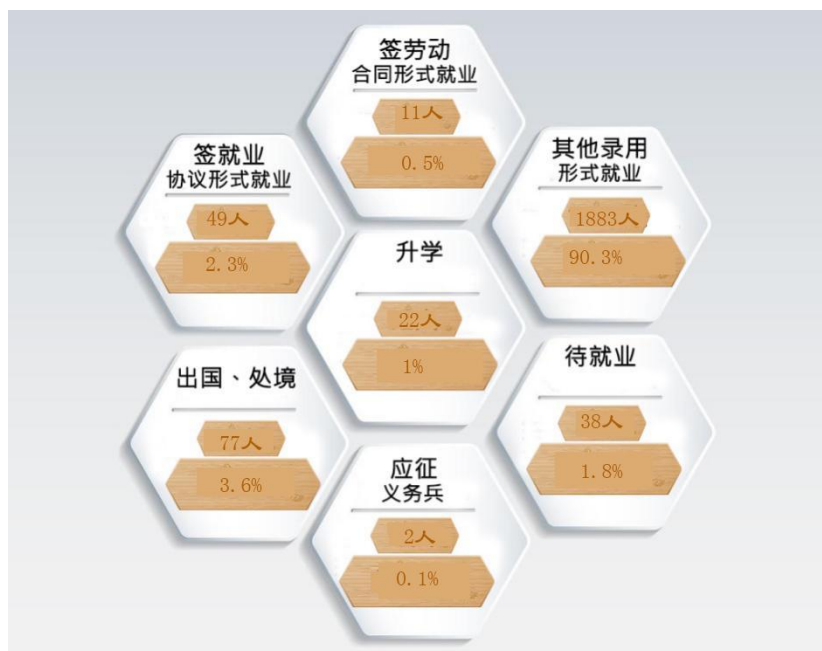 签劳动
合同形式就业
11人
0.5%
签就业
协议形式就业
49人
2.3%
其他录用
形式就业
1883人
90.3%
升学
22人
1%
出国、处境
77人
3.6%
待就业
38人
1.8%
应征
义务兵
2人
0.1%